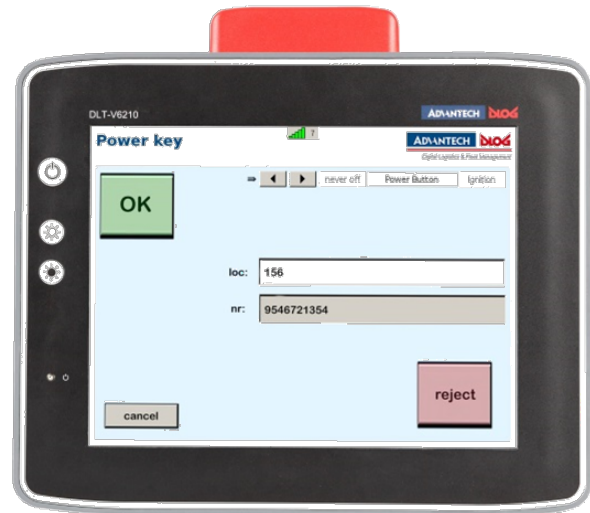 DLT-V6210
ADVANTECH DLOG
Power key
?
ADVANTECH DLOG
Digital Logistics & Fleet Management
never off Power Button Ignition
OK
loc: 156
nr: 9546721354
reject
cancel